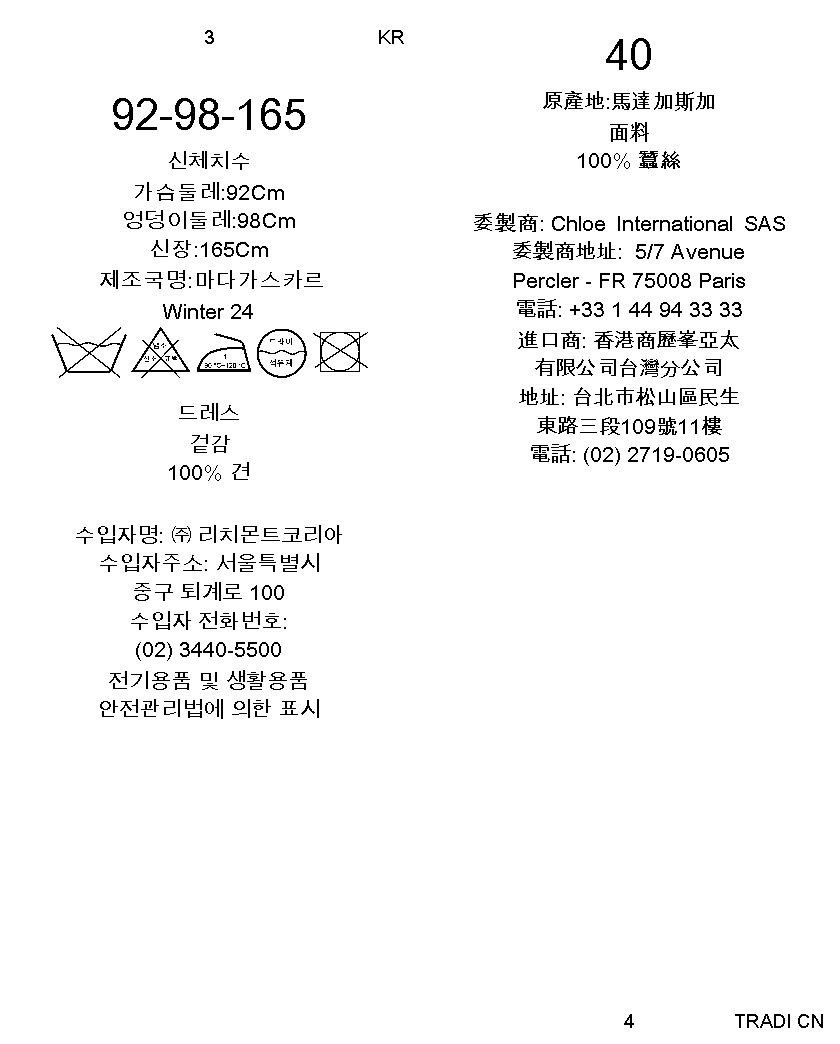 3 KR
92-98-165
신체치수
가슴둘레:92Cm
엉덩이둘레:98Cm
신장:165Cm
제조국명:마다가스카르
Winter 24
드라이
석유계
1
90 °C~120 °C
드레스
겉감
100% 견
수입자명: ㈜ 리치몬트코리아
수입자주소: 서울특별시
중구 퇴계로 100
수입자 전화번호:
(02) 3440-5500
전기용품 및 생활용품
안전관리법에 의한 표시
40
原產地:馬達加斯加
面料
100% 蠶絲
委製商: Chloe International SAS
委製商地址: 5/7 Avenue
Percler - FR 75008 Paris
電話: +33 1 44 94 33 33
進口商: 香港商歷峯亞太
有限公司台灣分公司
地址: 台北市松山區民生
東路三段109號11樓
電話: (02) 2719-0605
4 TRADI CN